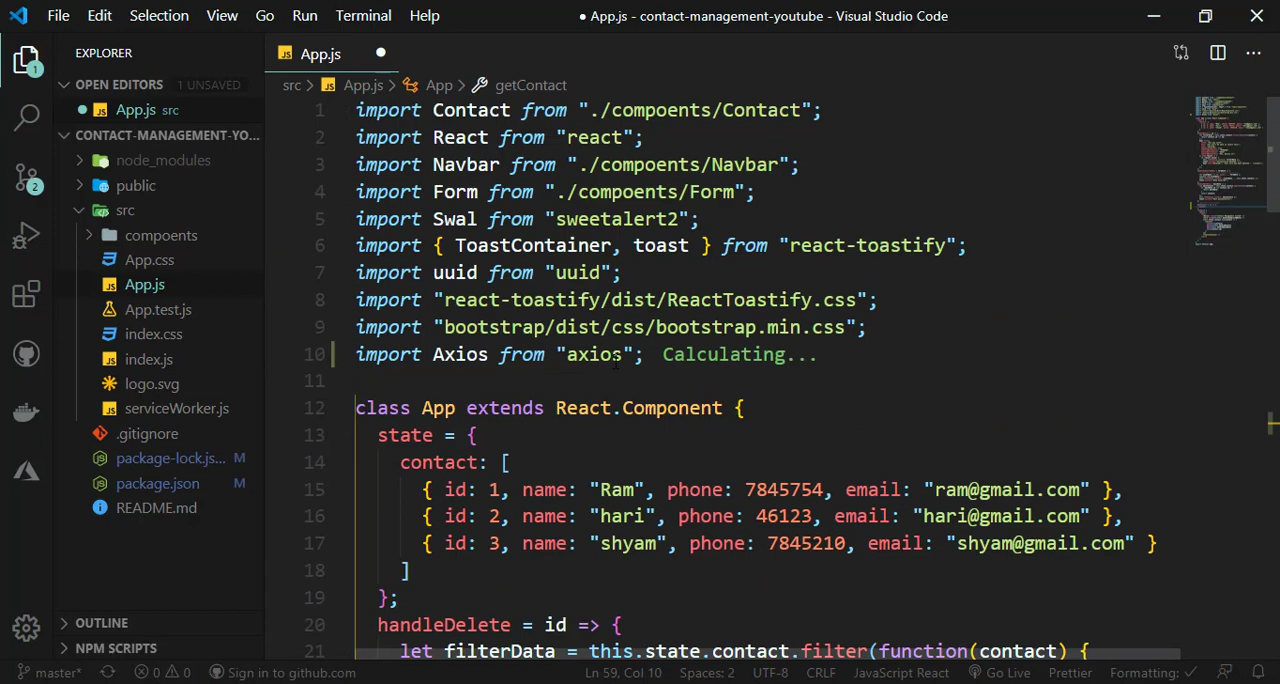 File Edit Selection View Go Run Terminal Help ● App.js - contact-management-youtube - Visual Studio Code
EXPLORER
OPEN EDITORS 1 UNSAVED
● JS App.js src
CONTACT-MANAGEMENT-YO...
node_modules
public
src
compoents
App.css
JS App.js
App.test.js
index.css
JS index.js
logo.svg
JS serviceWorker.js
.gitignore
package-lock.js... M
package.json M
README.md
OUTLINE
NPM SCRIPTS
1
2
JS App.js ●
src > JS App.js > App > getContact
1 import Contact from "./compoents/Contact";
2 import React from "react";
3 import Navbar from "./compoents/Navbar";
4 import Form from "./compoents/Form";
5 import Swal from "sweetalert2";
6 import { ToastContainer, toast } from "react-toastify";
7 import uuid from "uuid";
8 import "react-toastify/dist/ReactToastify.css";
9 import "bootstrap/dist/css/bootstrap.min.css";
10 import Axios from "axios"; Calculating...
11
12 class App extends React.Component {
13 state = {
14 contact: [
15 { id: 1, name: "Ram", phone: 7845754, email: "ram@gmail.com" },
16 { id: 2, name: "hari", phone: 46123, email: "hari@gmail.com" },
17 { id: 3, name: "shyam", phone: 7845210, email: "shyam@gmail.com" }
18 ]
19 };
20 handleDelete = id => {
21 let filterData = this.state.contact.filter(function(contact) {
master* 0 0 Sign in to github.com Ln 59, Col 10 Spaces: 2 UTF-8 CRLF JavaScript React Go Live Prettier Formatting: ✓